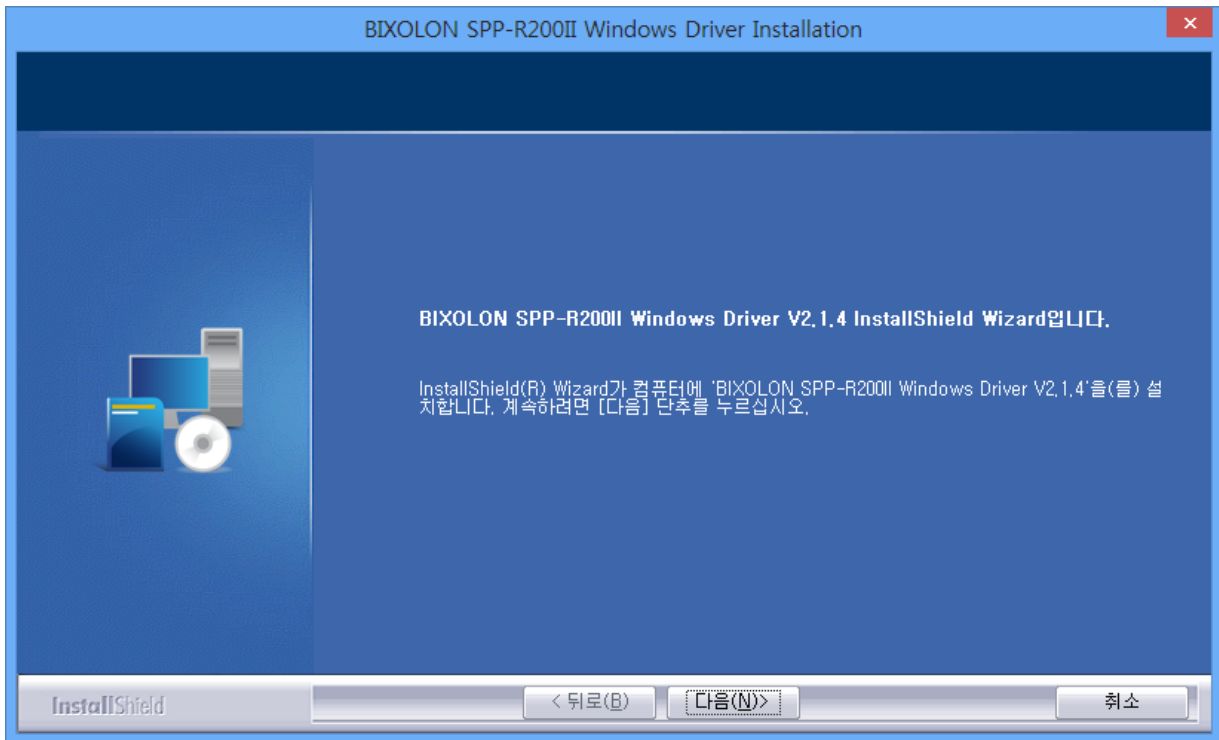 BIXOLON SPP-R200II Windows Driver Installation
BIXOLON SPP-R200II Windows Driver V2.1.4 InstallShield Wizard입니다.
InstallShield(R) Wizard가 컴퓨터에 'BIXOLON SPP-R200II Windows Driver V2.1.4'을(를) 설
치합니다. 계속하려면 [다음] 단추를 누르십시오.
InstallShield
< 뒤로(B)
다음(N)>
취소